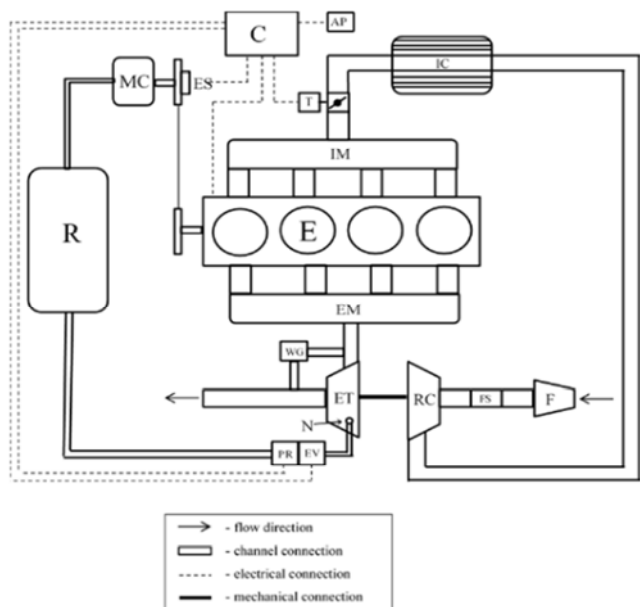 C
AP
MC
ES
IC
T
IM
R
E
EM
WG
ET
RC
FS
F
N
PR
EV
- flow direction
- channel connection
- electrical connection
- mechanical connection